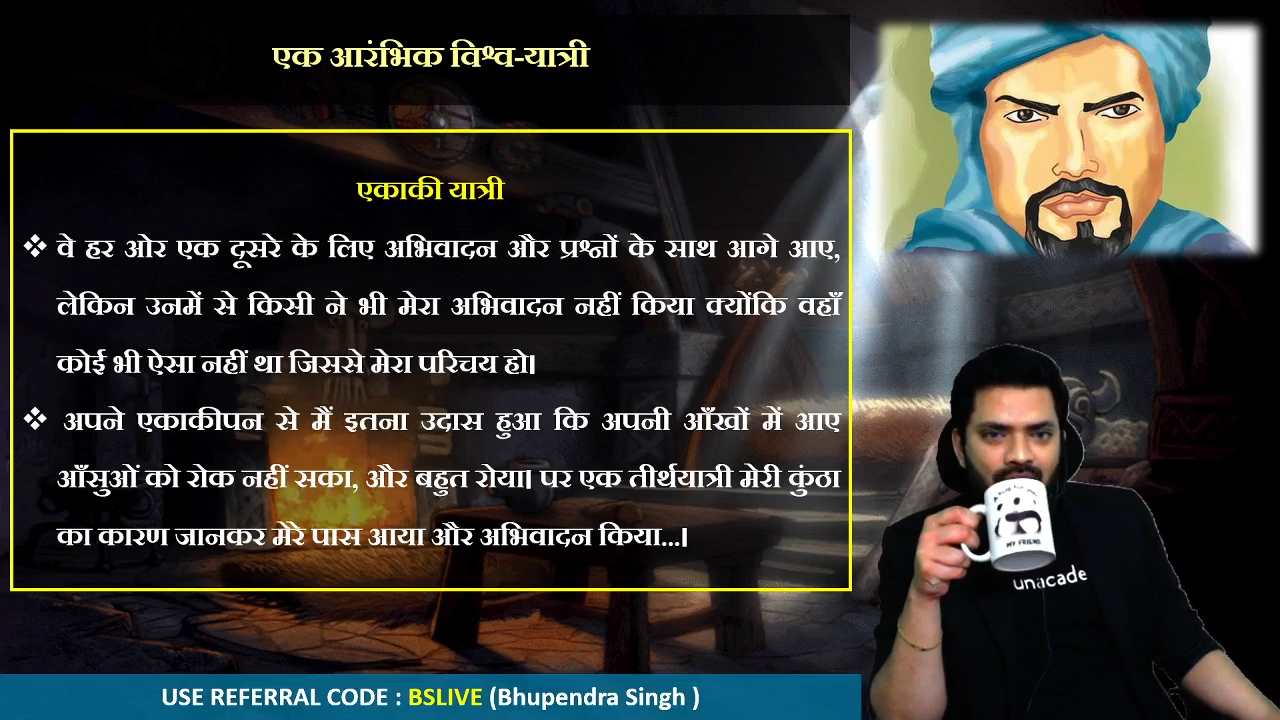 एक आरंभिक विश्व-यात्री
एकाकी यात्री
❖ वे हर ओर एक दूसरे के लिए अभिवादन और प्रश्नों के साथ आगे आए,
लेकिन उनमें से किसी ने भी मेरा अभिवादन नहीं किया क्योंकि वहाँ
कोई भी ऐसा नहीं था जिससे मेरा परिचय हो।
❖ अपने एकाकीपन से मैं इतना उदास हुआ कि अपनी आँखों में आए
आँसुओं को रोक नहीं सका, और बहुत रोया। पर एक तीर्थयात्री मेरी कुंठा
का कारण जानकर मेरे पास आया और अभिवादन किया...।
MY FRIEND
unacade
USE REFERRAL CODE : BSLIVE (Bhupendra Singh )